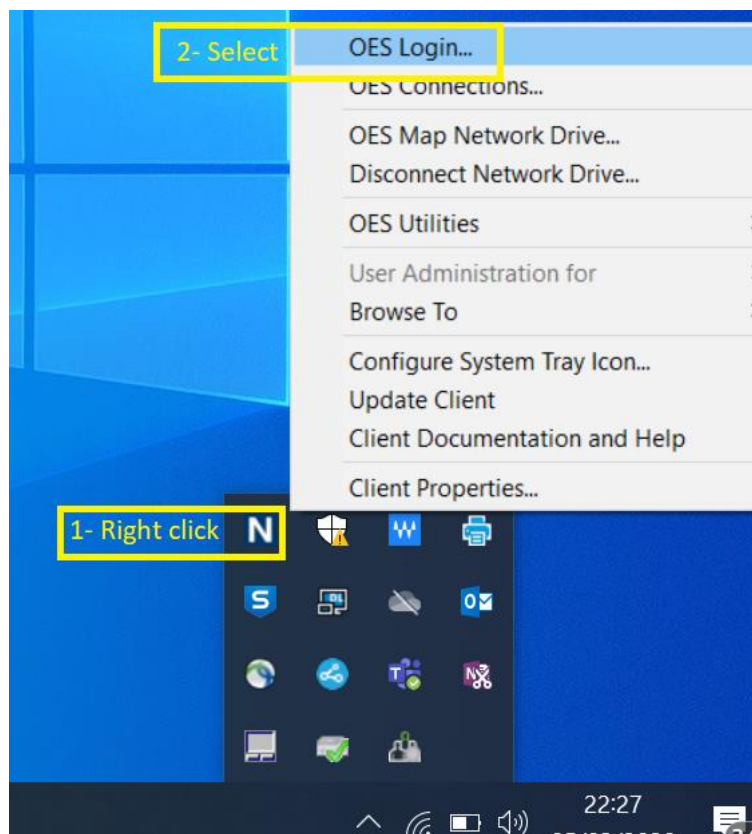 2- Select
OES Login...
OES Connections...
OES Map Network Drive...
Disconnect Network Drive...
OES Utilities
User Administration for
Browse To
Configure System Tray Icon...
Update Client
Client Documentation and Help
Client Properties...
1- Right click
N
22:27